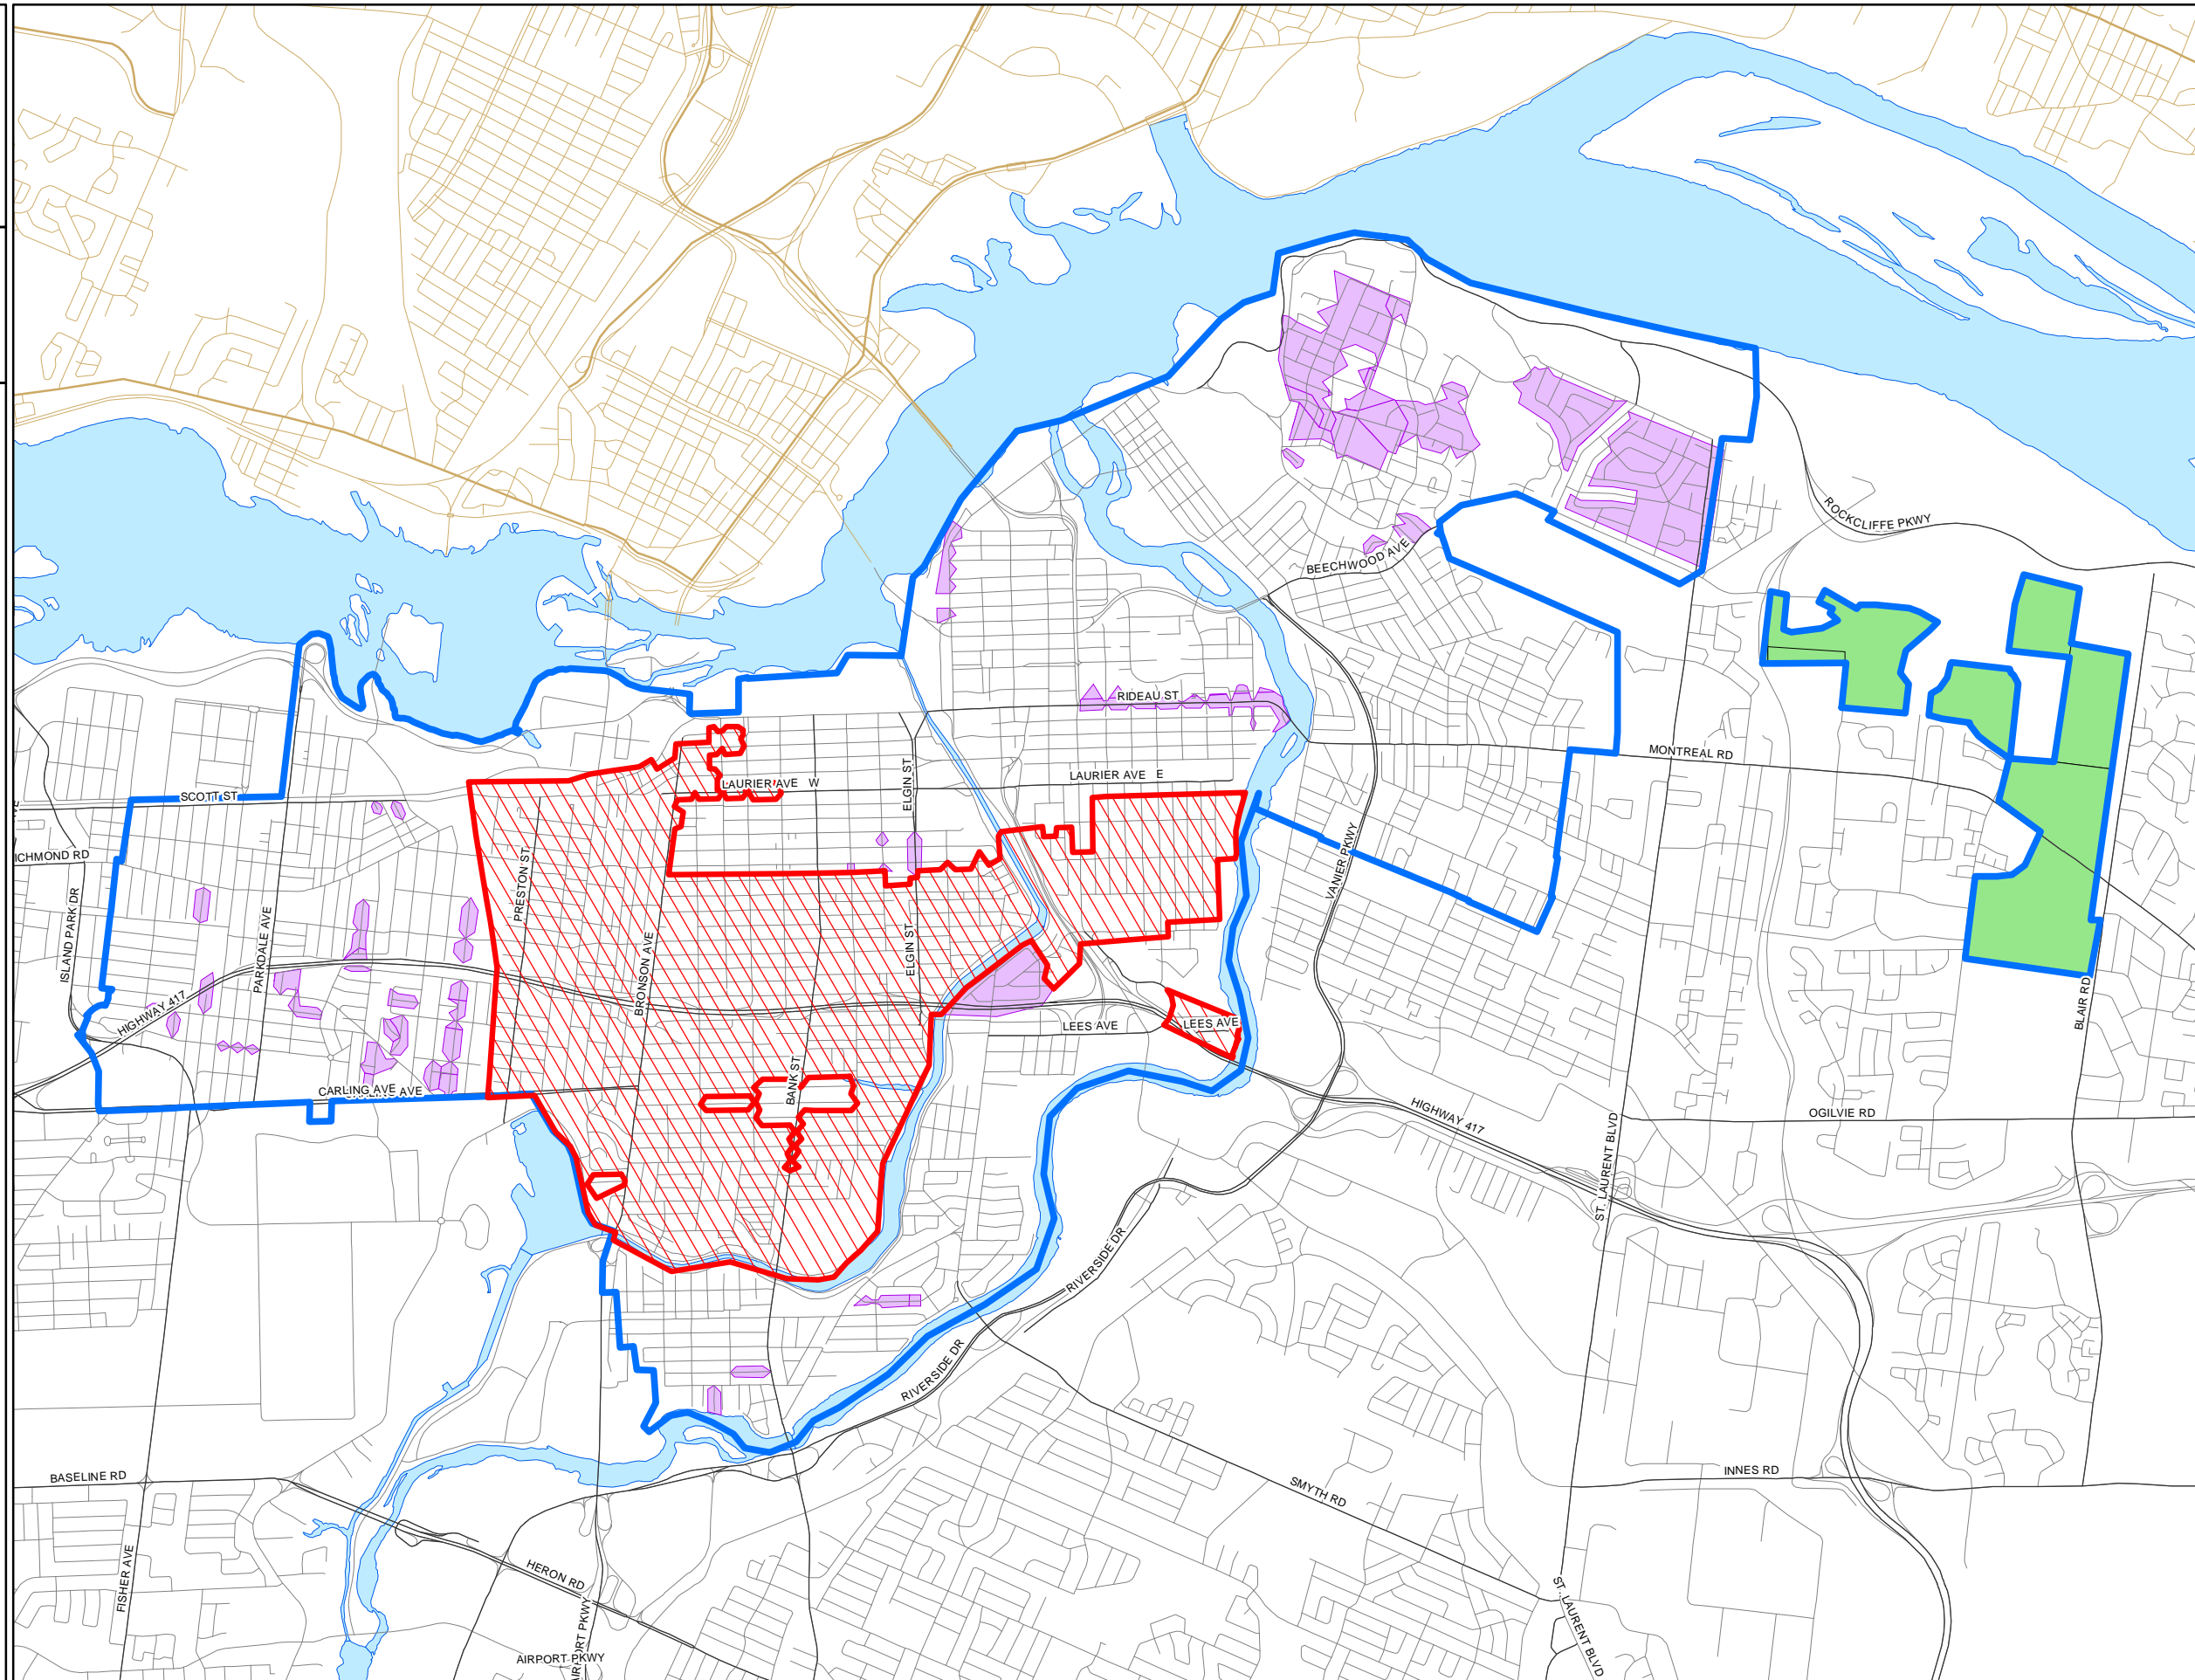 ROCKCLIFFE PKWY
BEECHWOOD AVE
RIDEAU ST
MONTREAL RD
LAURIER AVE E
LAURIER AVE W
ELGIN ST
SCOTT ST
ICHMOND RD
ISLAND PARK DR
PARKDALE AVE
PRESTON ST
BRONSON AVE
ELGIN ST
VANIER PKWY
HIGHWAY 417
LEES AVE
LEES AVE
BLAIR RD
BANK ST
CARLING AVE
AVE
HIGHWAY 417
OGILVIE RD
ST. LAURENT BLVD
RIVERSIDE DR
RIVERSIDE DR
BASELINE RD
INNES RD
SMYTH RD
FISHER AVE
HERON RD
ST. LAURENT BLVD
AIRPORT PKWY
PORT PKWY